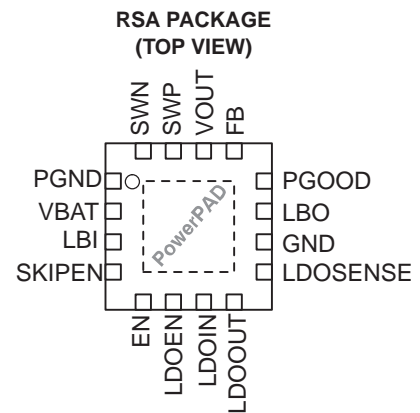 RSA PACKAGE
(TOP VIEW)
SWN
SWP
VOUT
FB
PGND
VBAT
LBI
SKIPEN
PowerPAD
PGOOD
LBO
GND
LDOSENSE
EN
LDOEN
LDOIN
LDOOUT